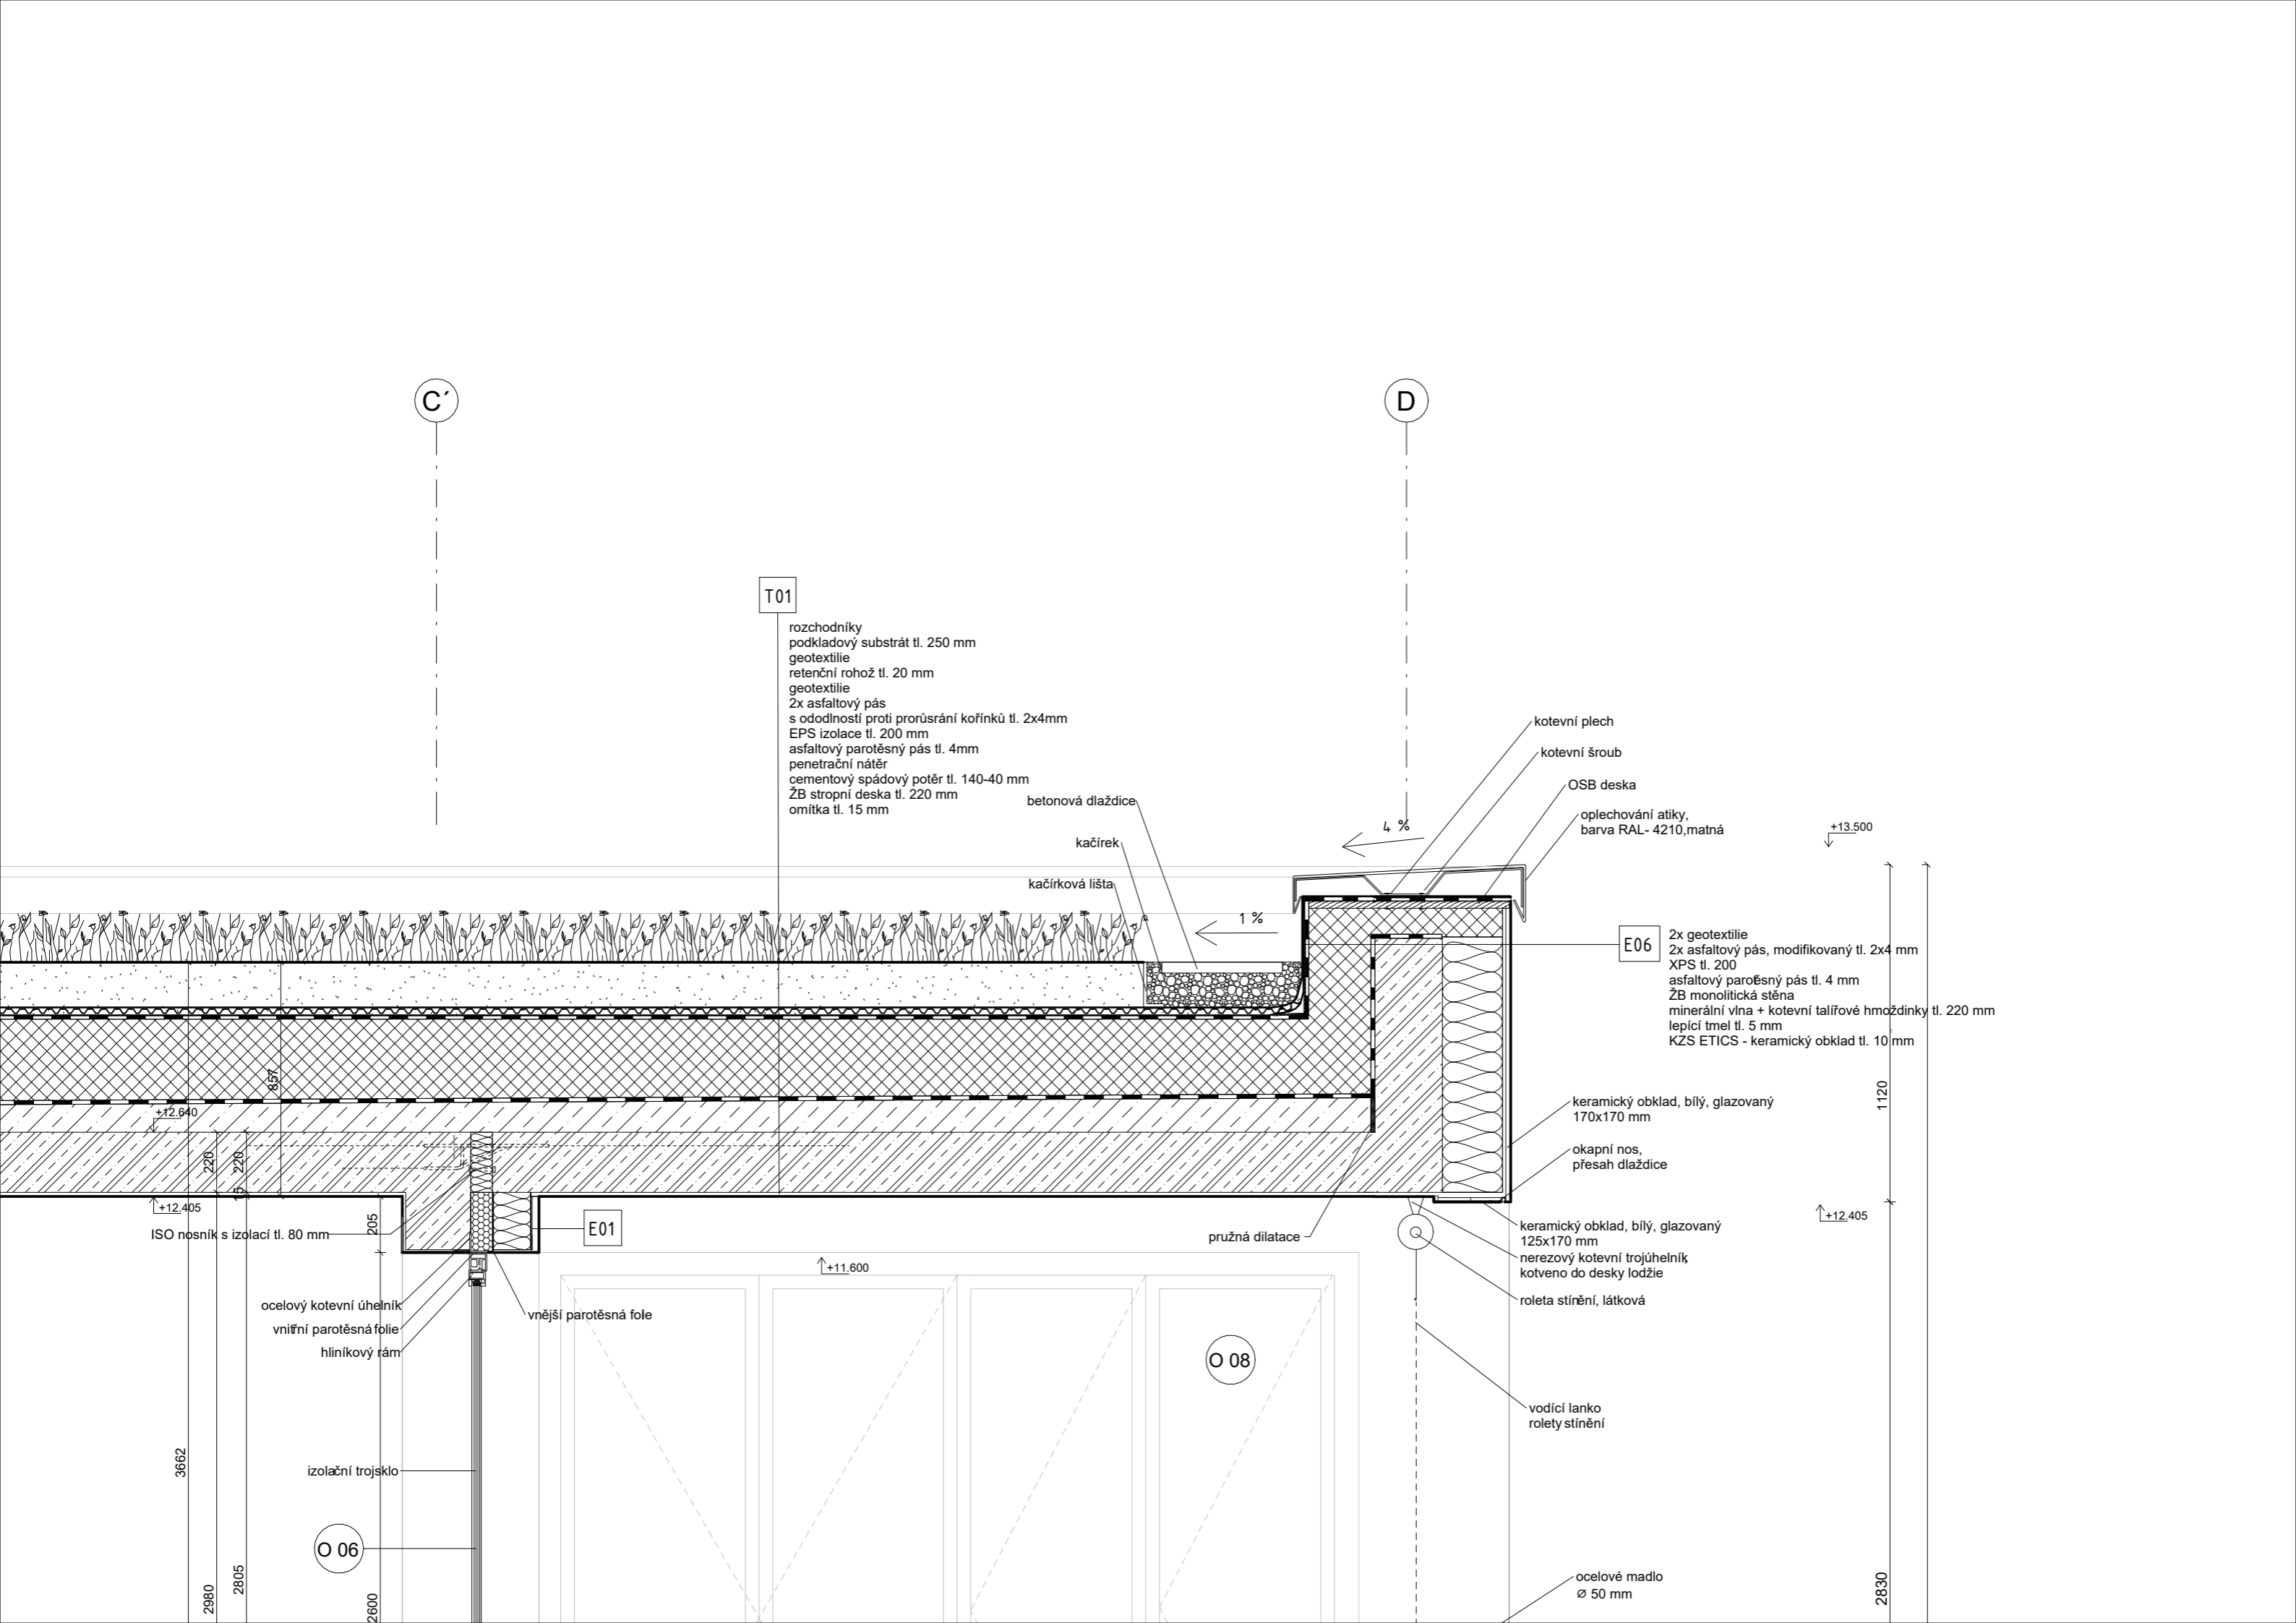 C´
D
T01
rozchodníky
podkladový substrát tl. 250 mm
geotextilie
retenční rohož tl. 20 mm
geotextilie
2x asfaltový pás
s ododlností proti prorůsrání kořínků tl. 2x4mm
EPS izolace tl. 200 mm
asfaltový parotěsný pás tl. 4mm
penetrační nátěr
cementový spádový potěr tl. 140-40 mm
ŽB stropní deska tl. 220 mm
omítka tl. 15 mm
betonová dlaždice
kačírek
kačírková lišta
4 %
1 %
kotevní plech
kotevní šroub
OSB deska
oplechování atiky,
barva RAL- 4210,matná
+13.500
E06
2x geotextilie
2x asfaltový pás, modifikovaný tl. 2x4 mm
XPS tl. 200
asfaltový parotěsný pás tl. 4 mm
ŽB monolitická stěna
minerální vlna + kotevní talířové hmoždinky tl. 220 mm
lepící tmel tl. 5 mm
KZS ETICS - keramický obklad tl. 10 mm
857
+12.640
1120
keramický obklad, bílý, glazovaný
170x170 mm
okapní nos,
přesah dlaždice
220
220
15
+12.405
+12.405
205
ISO nosník s izolací tl. 80 mm
E01
pružná dilatace
keramický obklad, bílý, glazovaný
125x170 mm
nerezový kotevní trojúhelník,
kotveno do desky lodžie
+11.600
roleta stínění, látková
ocelový kotevní úhelník
vnitřní parotěsná folie
hliníkový rám
vnější parotěsná folie
O 08
vodící lanko
rolety stínění
3662
izolační trojsklo
O 06
2980
2805
2600
ocelové madlo
⌀ 50 mm
2830